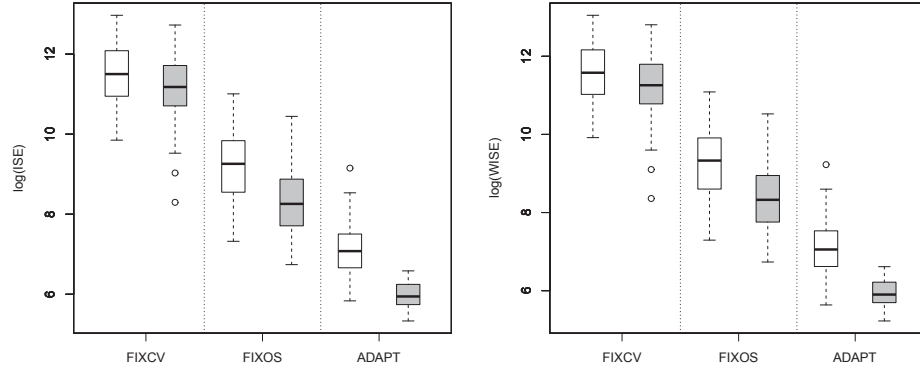 log(ISE)
12
10
8
6
FIXCV FIXOS ADAPT
log(WISE)
12
10
8
6
FIXCV FIXOS ADAPT